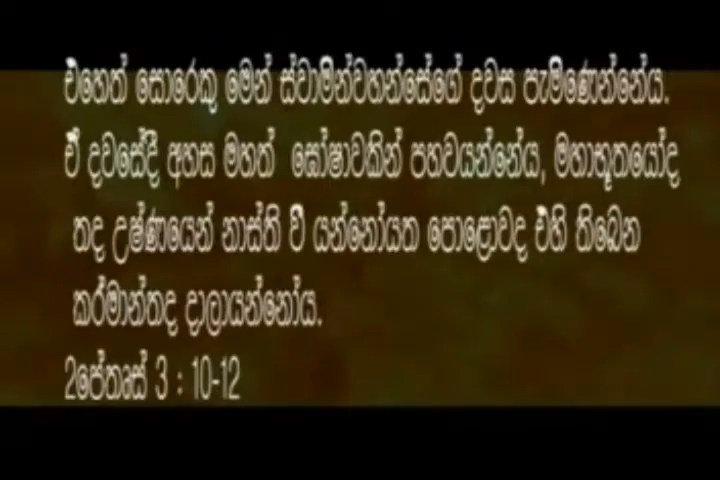 එහෙත් සොරෙකු මෙන් ස්වාමින්වහන්සේගේ දවස පැමිණෙන්නේය.
ඒ දවසේදී අහස මහත් ඝෝෂාවකින් පහවයන්නේය, මහාභූතයෝද
තද උෂ්ණයෙන් නාස්ති වී යන්නෝයත පොළොවද එහි තිබෙන
කර්මාන්තද දාලායන්නෝය.
2පේතෘස් 3 : 10-12